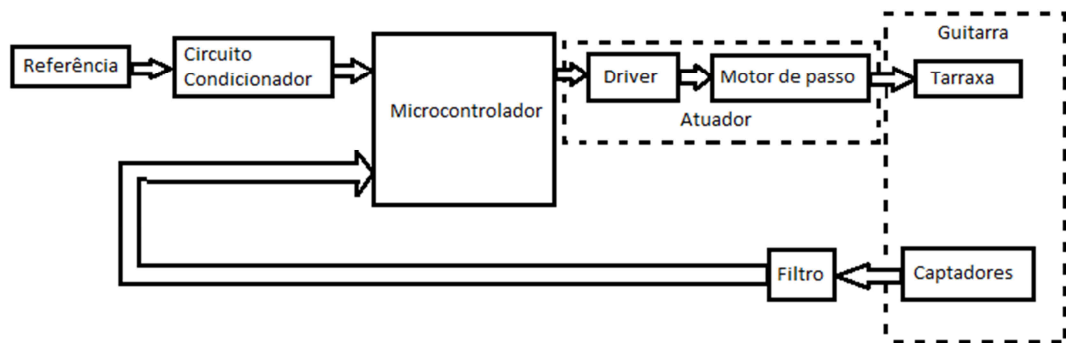 Guitarra
Referência
Circuito
Condicionador
Microcontrolador
Driver
Motor de passo
Tarraxa
Atuador
Filtro
Captadores